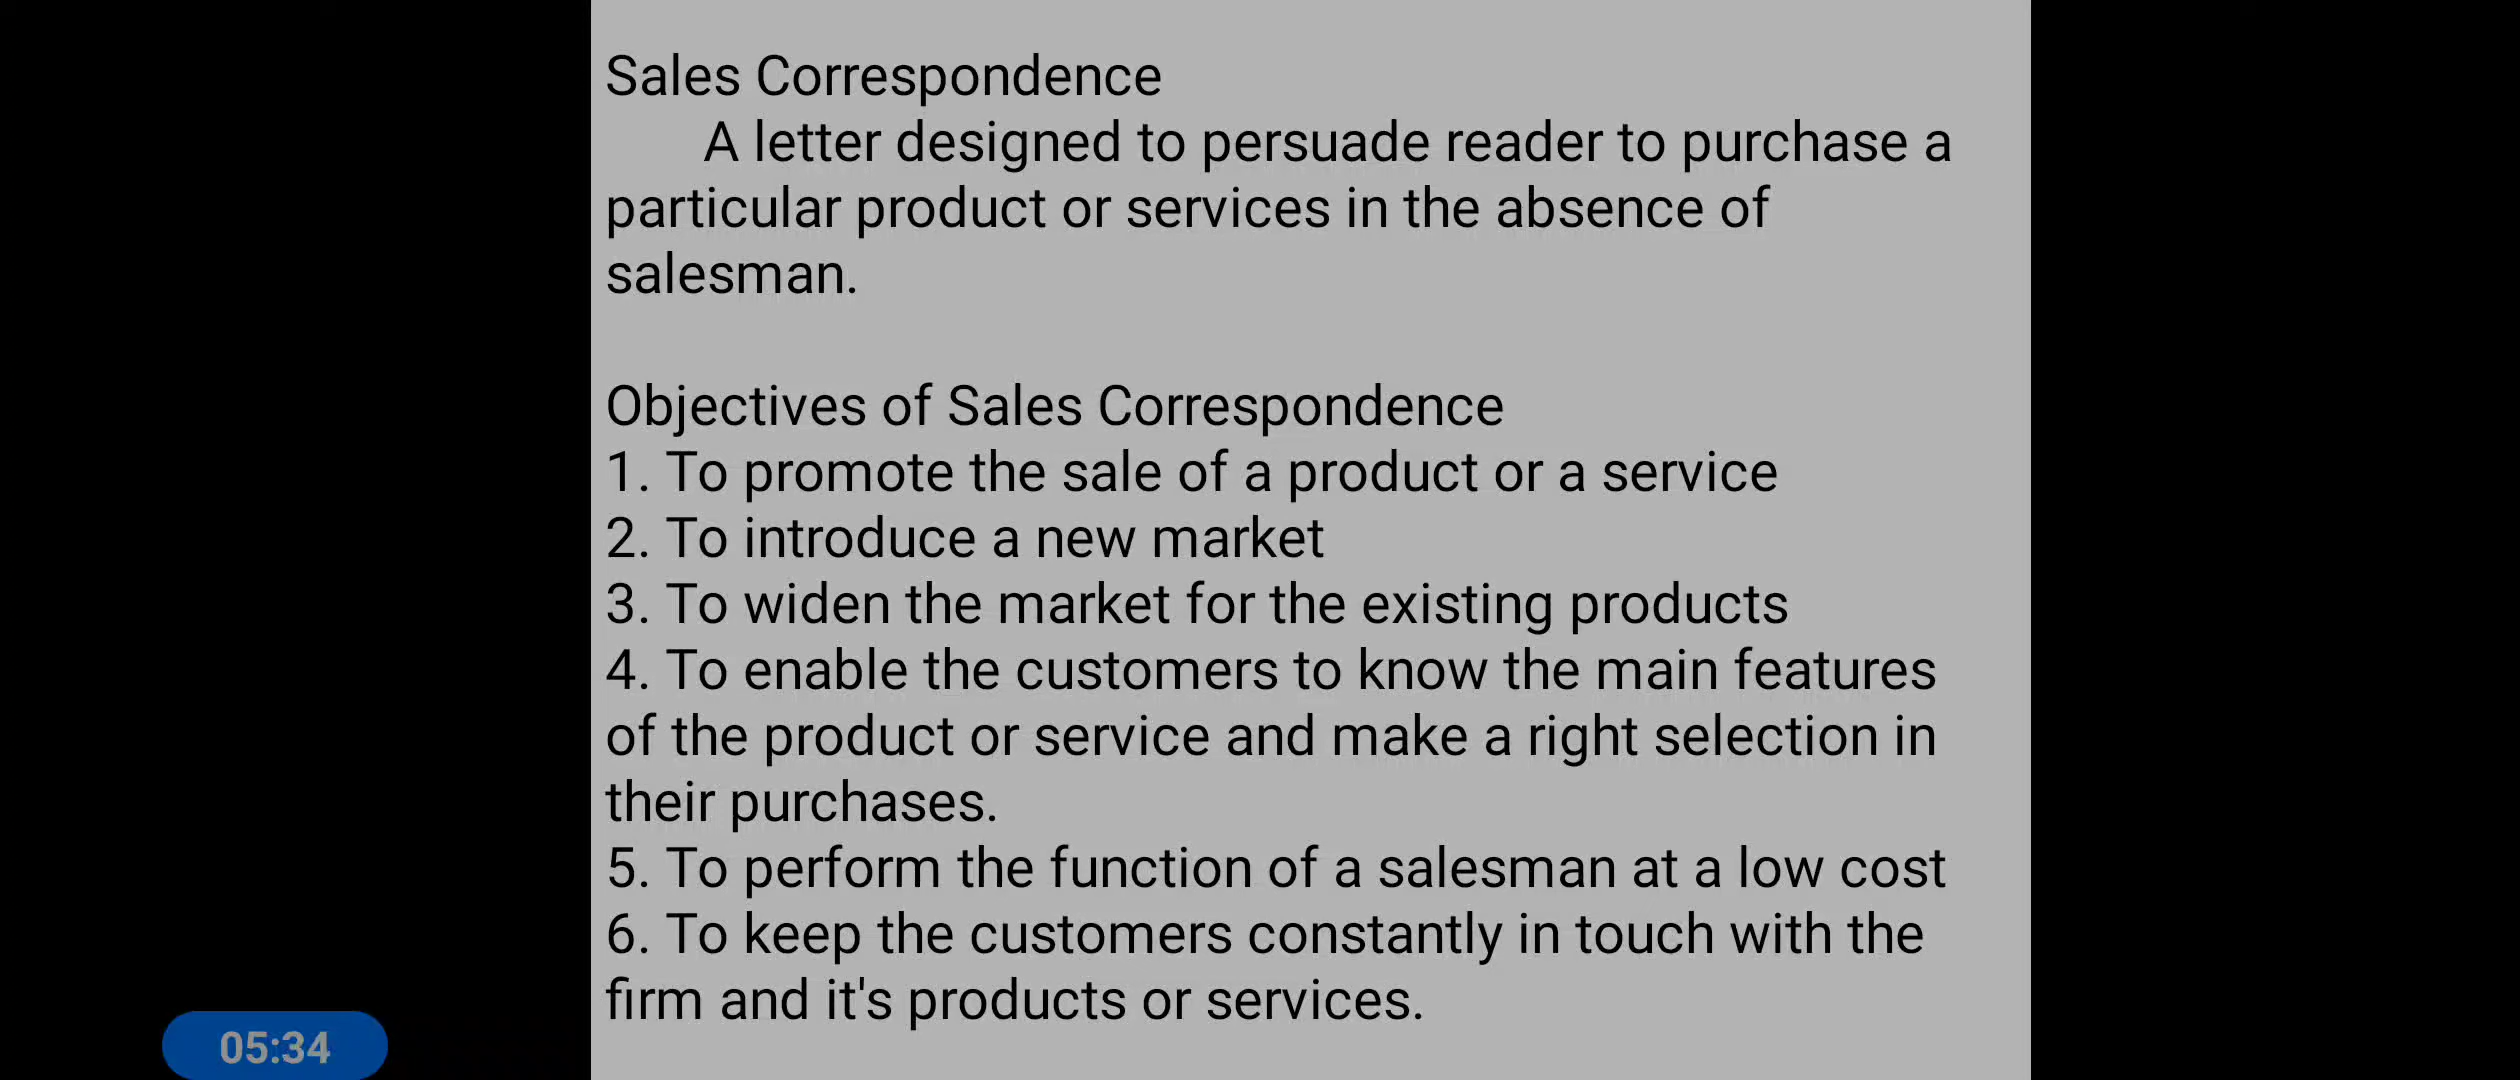 Sales Correspondence
A letter designed to persuade reader to purchase a
particular product or services in the absence of
salesman.
Objectives of Sales Correspondence
1. To promote the sale of a product or a service
2. To introduce a new market
3. To widen the market for the existing products
4. To enable the customers to know the main features
of the product or service and make a right selection in
their purchases.
5. To perform the function of a salesman at a low cost
6. To keep the customers constantly in touch with the
firm and it's products or services.
05:34